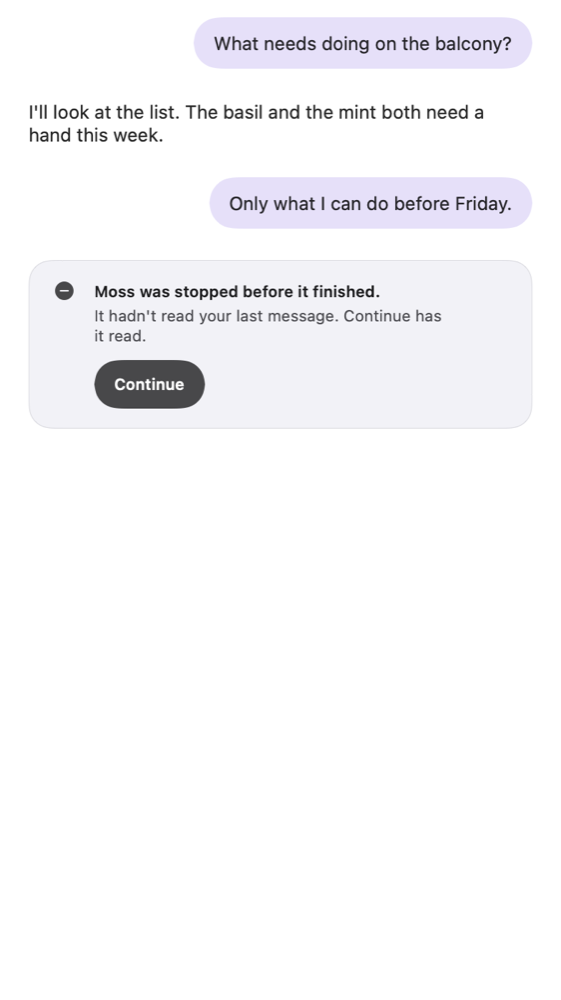 What needs doing on the balcony?
I'll look at the list. The basil and the mint both need a
hand this week.
Only what I can do before Friday.
Moss was stopped before it finished.
It hadn't read your last message. Continue has
it read.
Continue